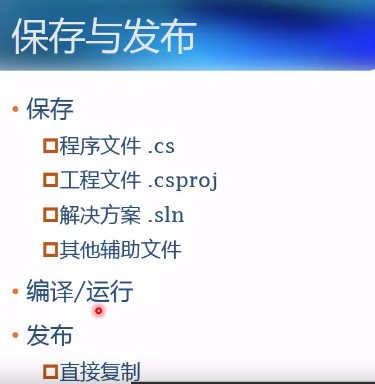 保存与发布
保存
程序文件 .cs
工程文件 .csproj
解决方案 .sln
其他辅助文件
编译/运行
发布
直接复制